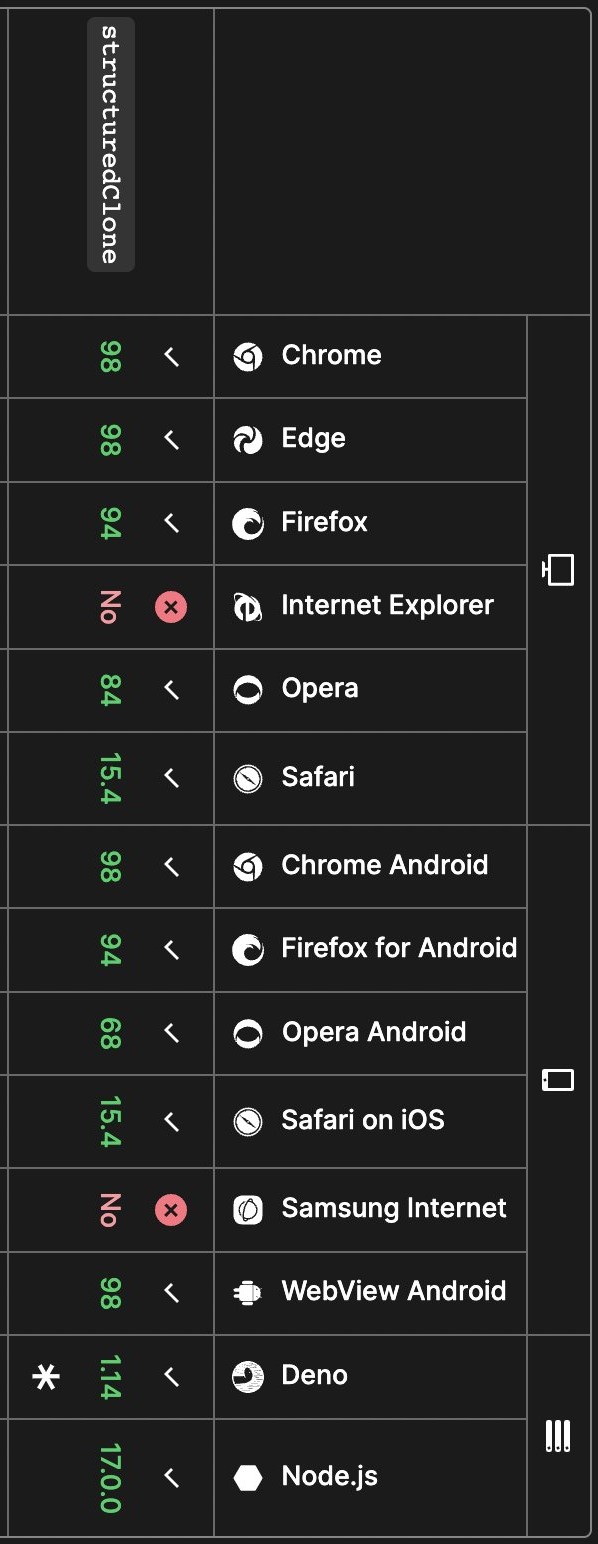 structuredClone
Chrome 98
Edge 98
Firefox 94
Internet Explorer No
Opera 84
Safari 15.4
Chrome Android 98
Firefox for Android 94
Opera Android 68
Safari on iOS 15.4
Samsung Internet No
WebView Android 98
Deno 1.14 *
Node.js 17.0.0